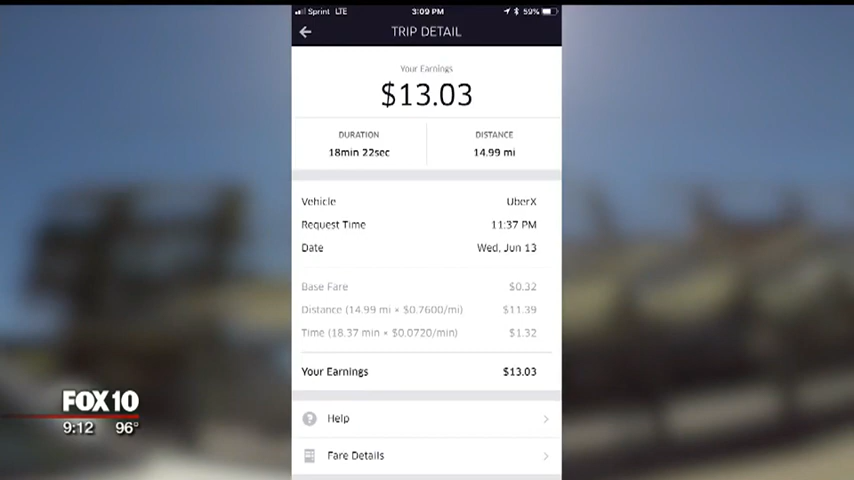 Sprint LTE 3:09 PM 59%
TRIP DETAIL
Your Earnings
$13.03
DURATION DISTANCE
18min 22sec 14.99 mi
Vehicle UberX
Request Time 11:37 PM
Date Wed, Jun 13
Base Fare $0.32
Distance (14.99 mi × $0.7600/mi) $11.39
Time (18.37 min × $0.0720/min) $1.32
Your Earnings $13.03
? Help
Fare Details
FOX 10
9:12 96°